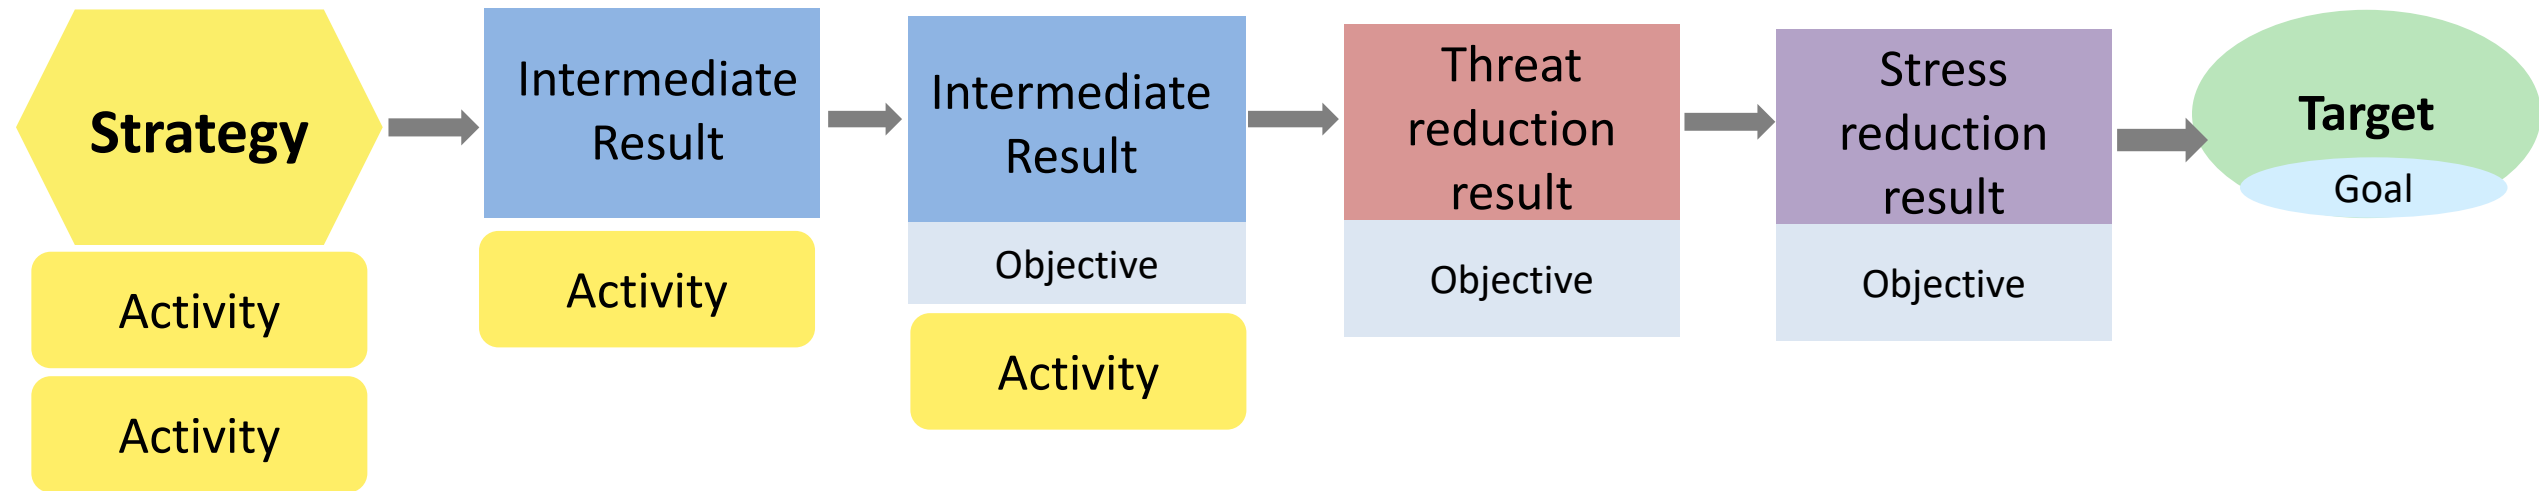 Strategy
Activity
Activity
Intermediate
Result
Activity
Intermediate
Result
Objective
Activity
Threat
reduction
result
Objective
Stress
reduction
result
Objective
Target
Goal